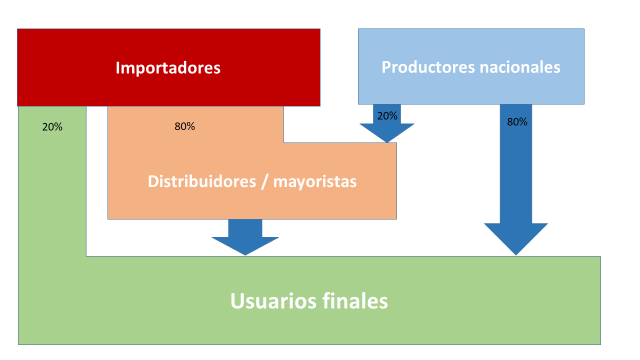 Importadores
Productores nacionales
20%
80%
20%
80%
Distribuidores / mayoristas
Usuarios finales